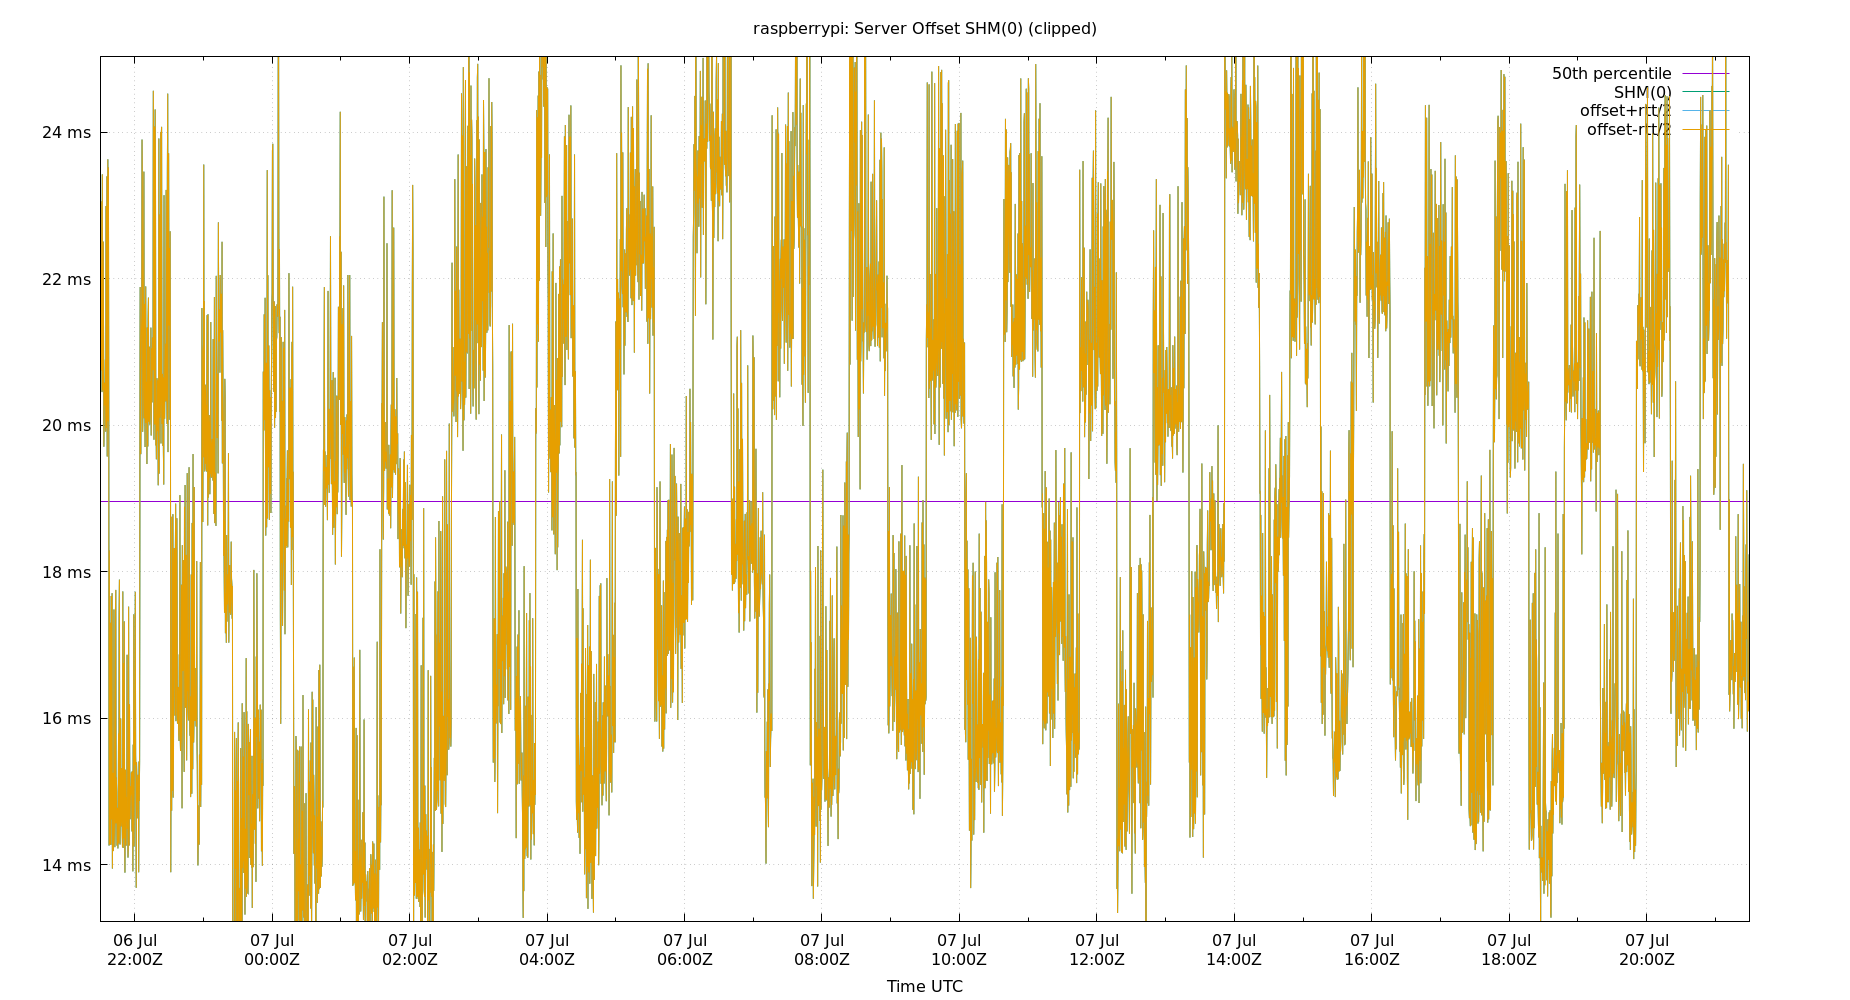 raspberrypi: Server Offset SHM(0) (clipped)
50th percentile
SHM(0)
offset+rtt/2
offset-rtt/2
24 ms
22 ms
20 ms
18 ms
16 ms
14 ms
06 Jul 07 Jul 07 Jul 07 Jul 07 Jul 07 Jul 07 Jul 07 Jul 07 Jul 07 Jul 07 Jul 07 Jul
22:00Z 00:00Z 02:00Z 04:00Z 06:00Z 08:00Z 10:00Z 12:00Z 14:00Z 16:00Z 18:00Z 20:00Z
Time UTC